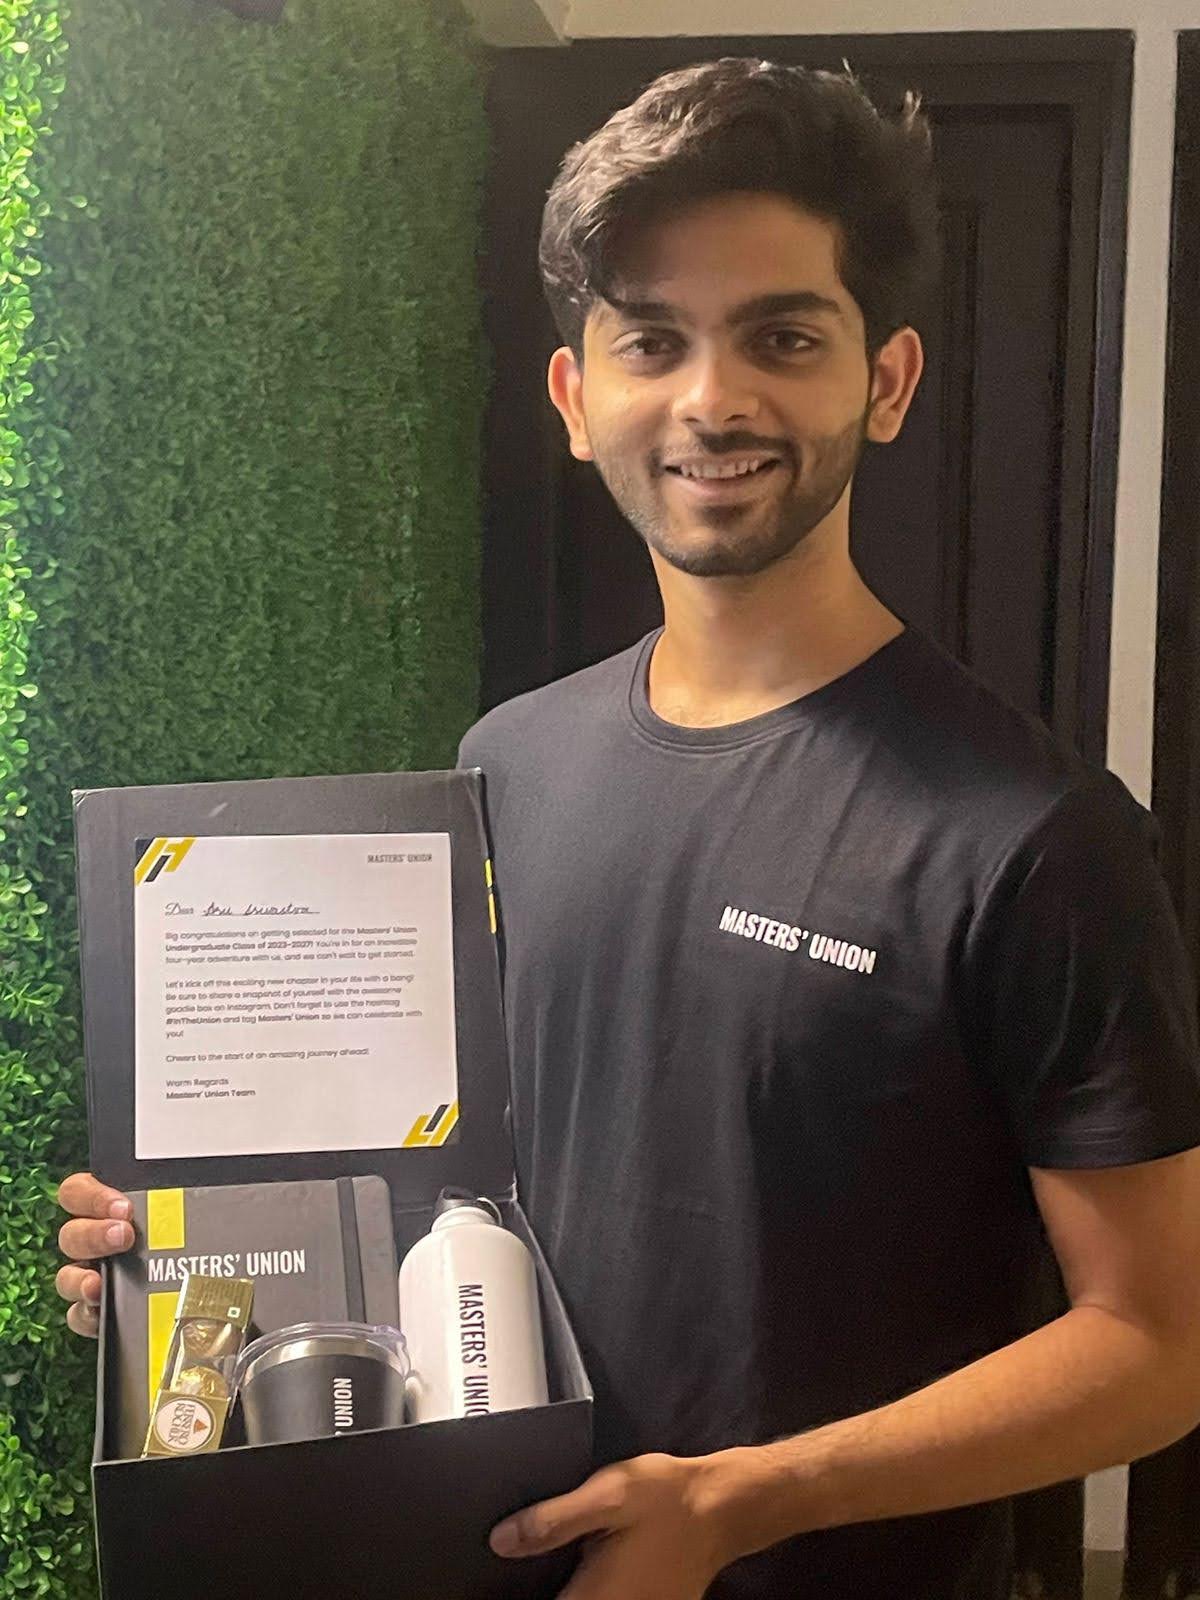 MASTERS' UNION
Dear
Big congratulations on getting selected for the Masters' Union
Undergraduate Class of 2023-2027! You're in for an incredible
four-year adventure with us, and we can't wait to get started.
Let's kick off this exciting new chapter in your life with a bang!
Be sure to share a snapshot of yourself with the awesome
goodie box on Instagram. Don't forget to use the hashtag
#InTheUnion and tag Masters' Union so we can celebrate with
you!
Cheers to the start of an amazing journey ahead!
Warm Regards
Masters' Union Team
MASTERS' UNION
MASTERS' UNION
MASTERS' UNIO
UNION
FERRERO
ROCHER